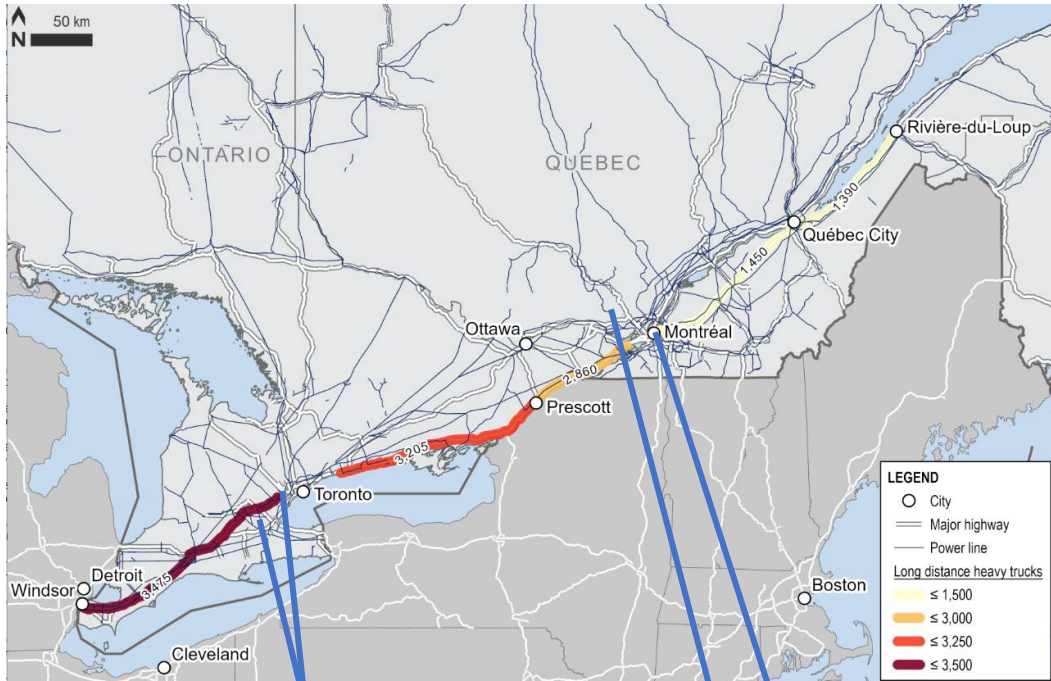 50 km
N
ONTARIO
QUEBEC
Rivière-du-Loup
1,390
Québec City
1,450
Ottawa
Montréal
2,860
Prescott
3,205
Toronto
Detroit
Windsor
3,475
Cleveland
Boston
LEGEND
City
Major highway
Power line
Long distance heavy trucks
≤ 1,500
≤ 3,000
≤ 3,250
≤ 3,500